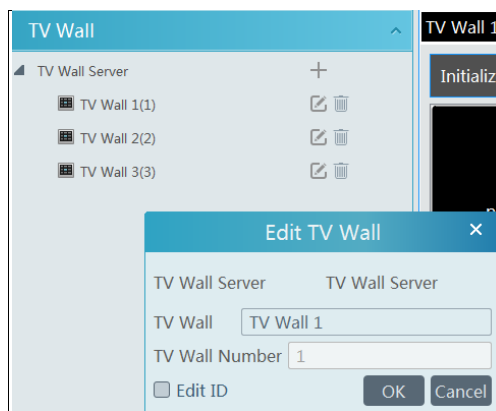 TV Wall
TV Wall 1
TV Wall Server
Initializ
TV Wall 1(1)
TV Wall 2(2)
TV Wall 3(3)
Edit TV Wall
TV Wall Server TV Wall Server
TV Wall TV Wall 1
TV Wall Number 1
Edit ID OK Cancel